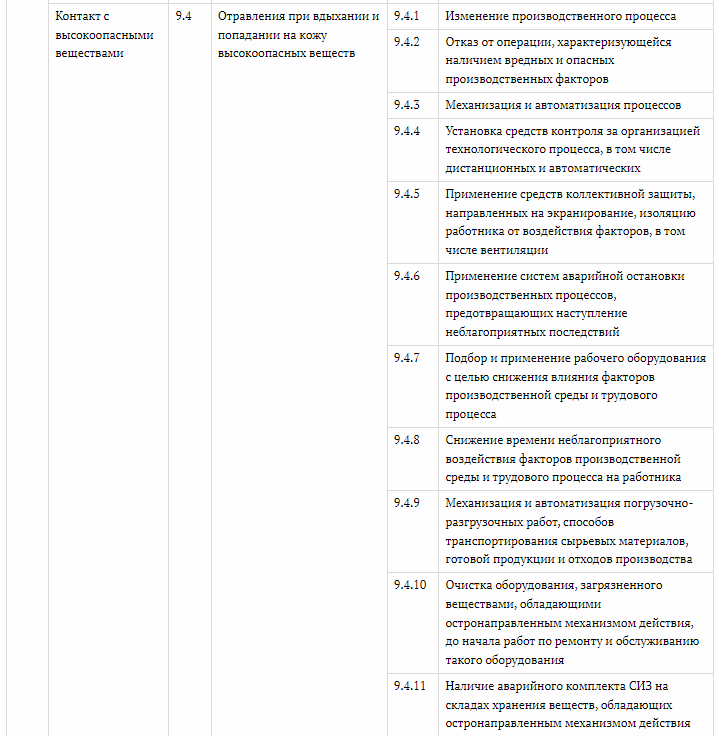 Контакт с
высокоопасными
веществами
9.4
Отравления при вдыхании и
попадании на кожу
высокоопасных веществ
9.4.1
Изменение производственного процесса
9.4.2
Отказ от операции, характеризующейся
наличием вредных и опасных
производственных факторов
9.4.3
Механизация и автоматизация процессов
9.4.4
Установка средств контроля за организацией
технологического процесса, в том числе
дистанционных и автоматических
9.4.5
Применение средств коллективной защиты,
направленных на экранирование, изоляцию
работника от воздействия факторов, в том
числе вентиляции
9.4.6
Применение систем аварийной остановки
производственных процессов,
предотвращающих наступление
неблагоприятных последствий
9.4.7
Подбор и применение рабочего оборудования
с целью снижения влияния факторов
производственной среды и трудового
процесса
9.4.8
Снижение времени неблагоприятного
воздействия факторов производственной
среды и трудового процесса на работника
9.4.9
Механизация и автоматизация погрузочно-
разгрузочных работ, способов
транспортирования сырьевых материалов,
готовой продукции и отходов производства
9.4.10
Очистка оборудования, загрязненного
веществами, обладающими
остронаправленным механизмом действия,
до начала работ по ремонту и обслуживанию
такого оборудования
9.4.11
Наличие аварийного комплекта СИЗ на
складах хранения веществ, обладающих
остронаправленным механизмом действия